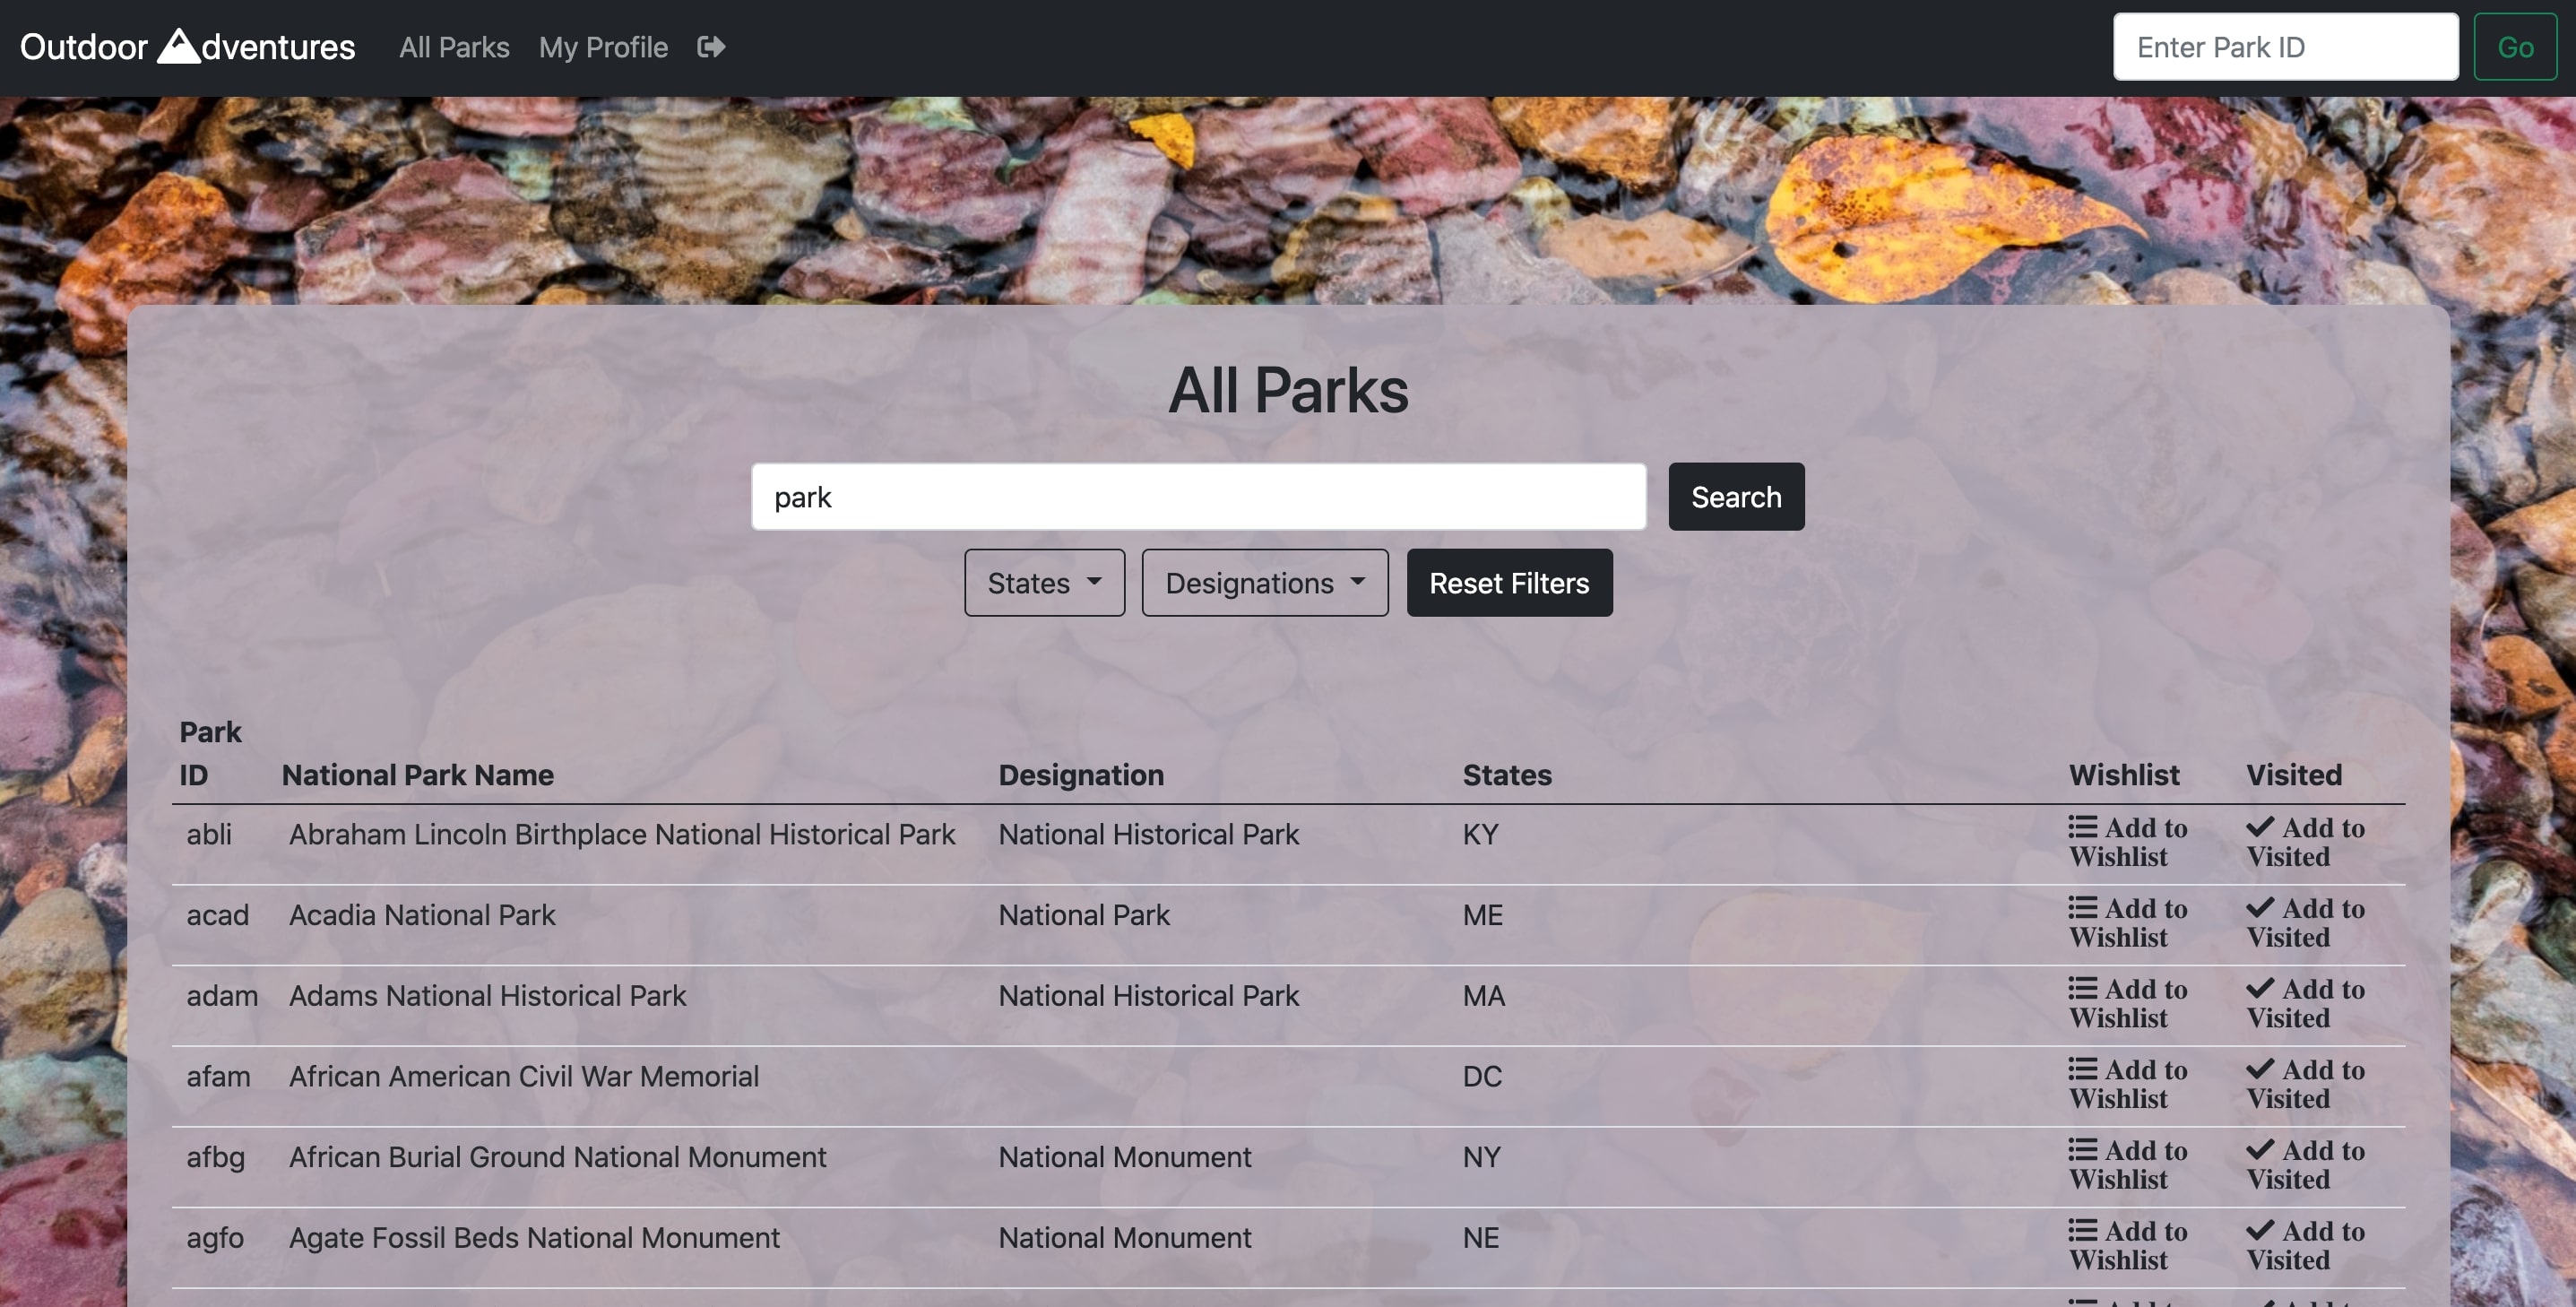 Outdoor dventures All Parks My Profile Enter Park ID Go
All Parks
park Search
States Designations Reset Filters
Park
ID National Park Name Designation States Wishlist Visited
abli Abraham Lincoln Birthplace National Historical Park National Historical Park KY Add to Wishlist Add to Visited
acad Acadia National Park National Park ME Add to Wishlist Add to Visited
adam Adams National Historical Park National Historical Park MA Add to Wishlist Add to Visited
afam African American Civil War Memorial DC Add to Wishlist Add to Visited
afbg African Burial Ground National Monument National Monument NY Add to Wishlist Add to Visited
agfo Agate Fossil Beds National Monument National Monument NE Add to Wishlist Add to Visited